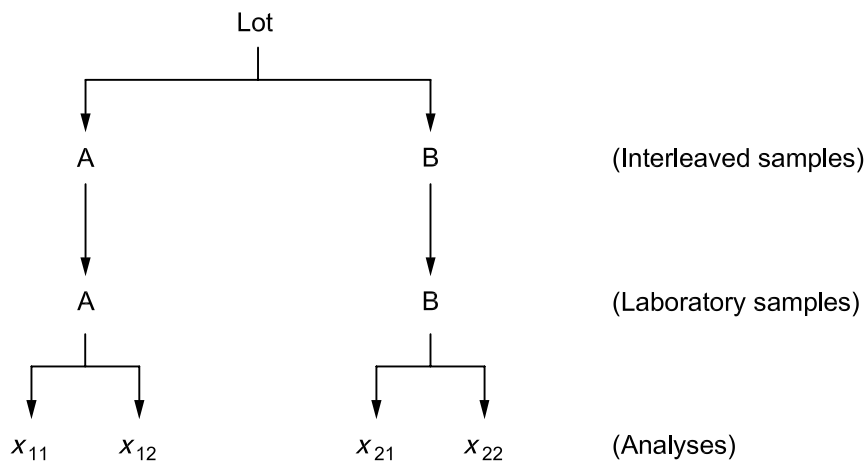 Lot
A B (Interleaved samples)
A B (Laboratory samples)
x11 x12 x21 x22 (Analyses)